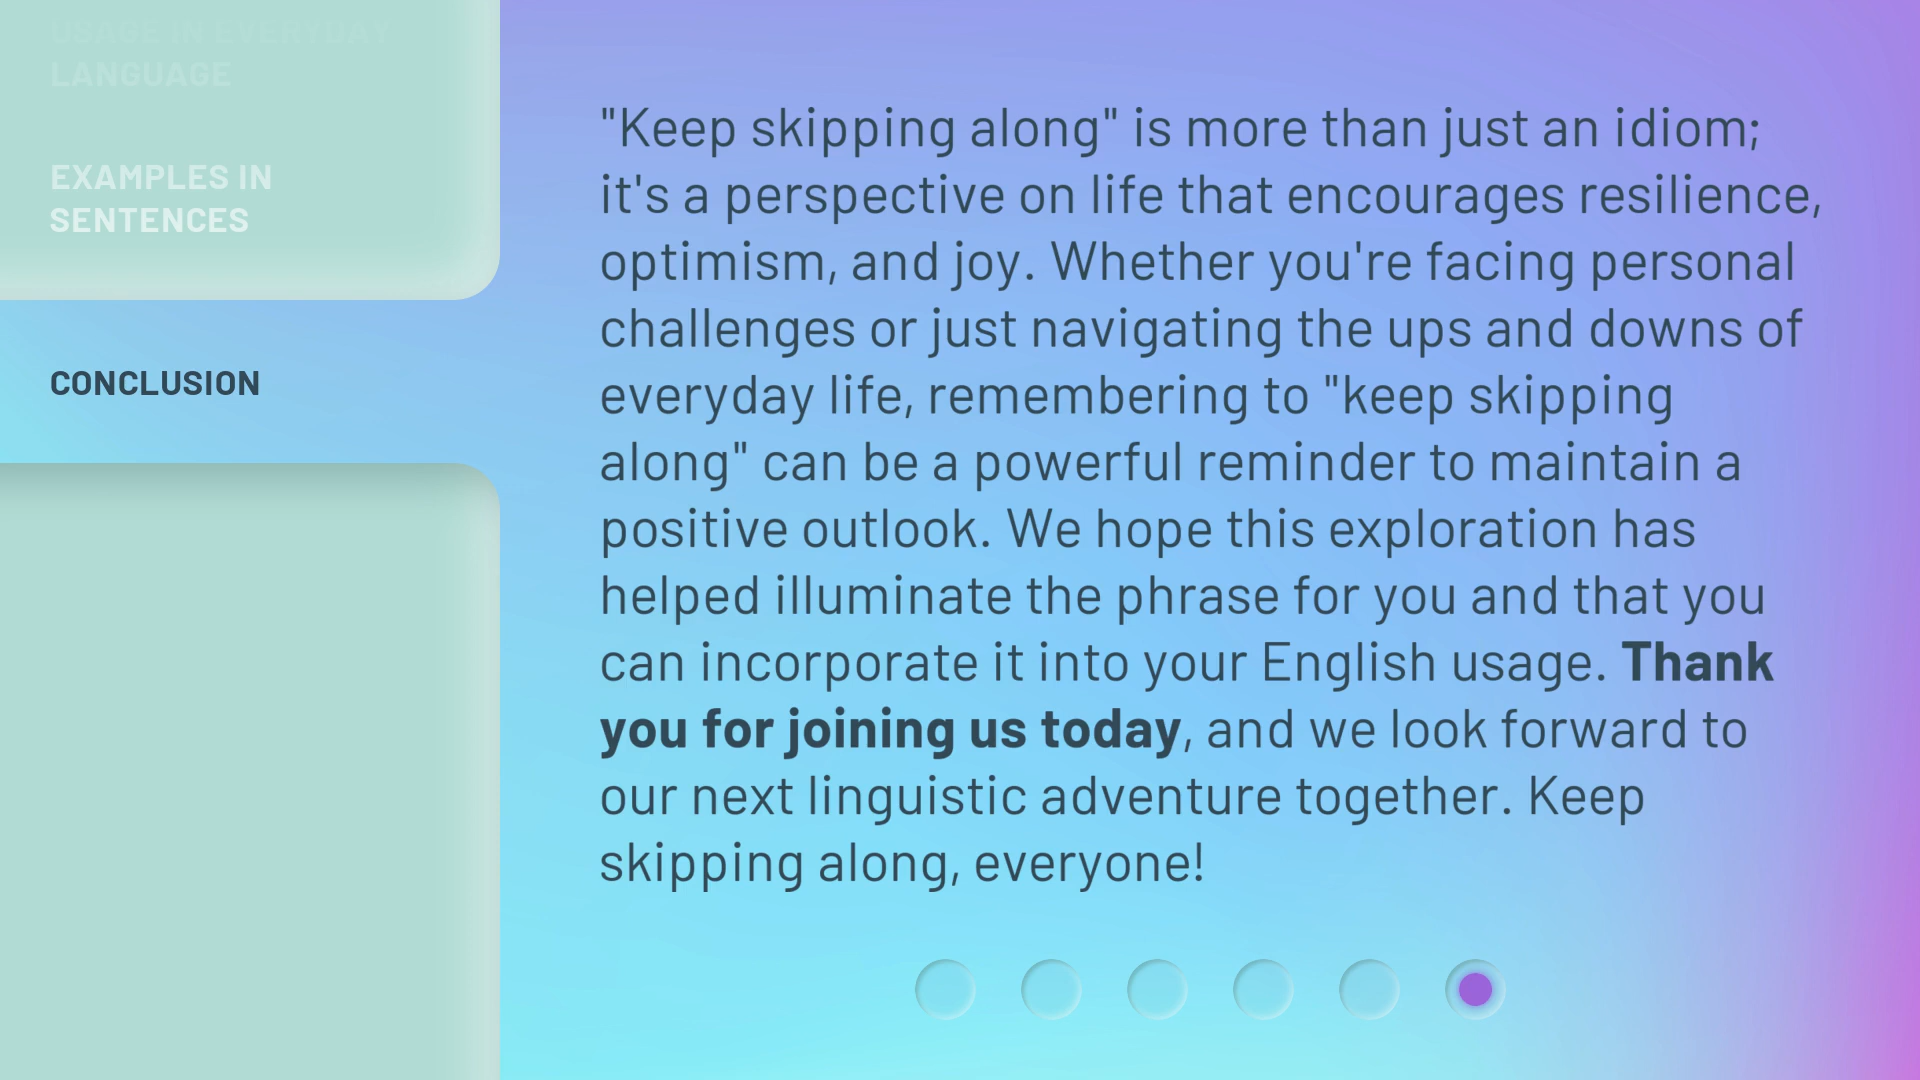 USAGE IN EVERYDAY
LANGUAGE
EXAMPLES IN
SENTENCES
CONCLUSION
"Keep skipping along" is more than just an idiom;
it's a perspective on life that encourages resilience,
optimism, and joy. Whether you're facing personal
challenges or just navigating the ups and downs of
everyday life, remembering to "keep skipping
along" can be a powerful reminder to maintain a
positive outlook. We hope this exploration has
helped illuminate the phrase for you and that you
can incorporate it into your English usage. Thank
you for joining us today, and we look forward to
our next linguistic adventure together. Keep
skipping along, everyone!